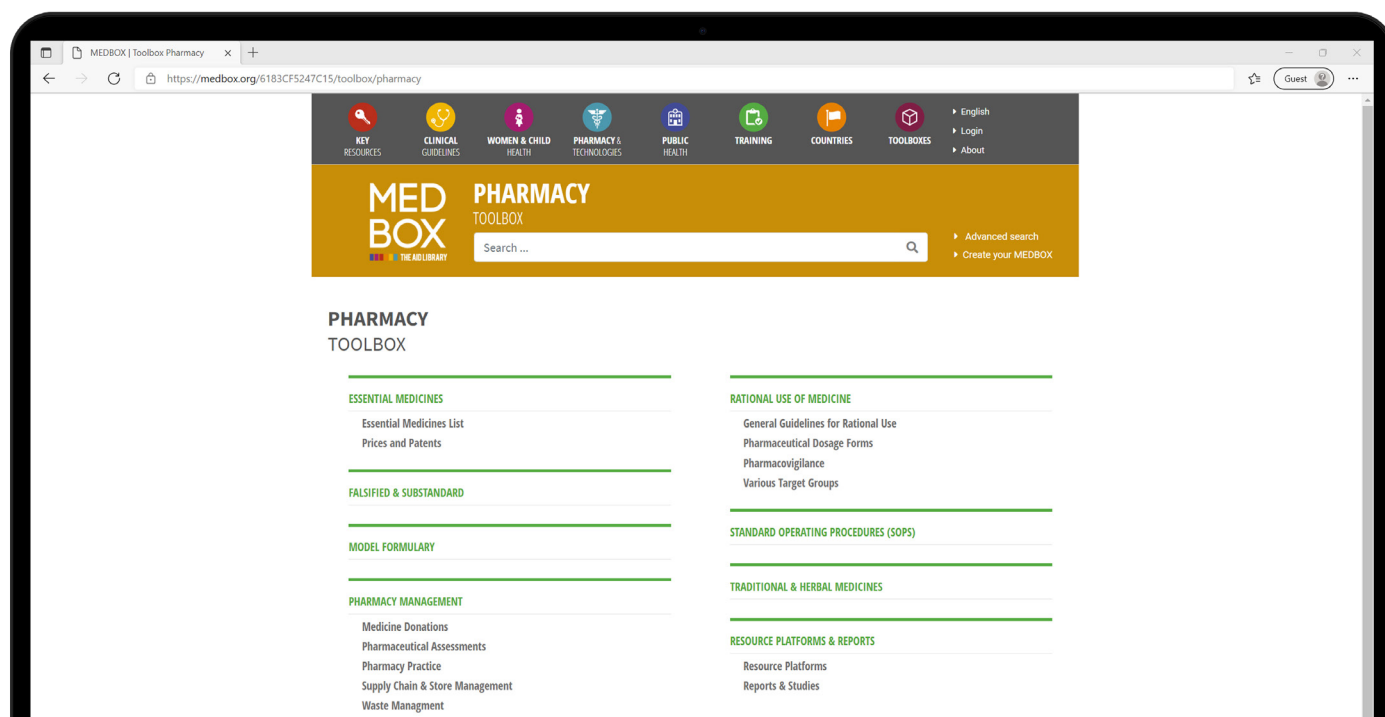 MEDBOX | Toolbox Pharmacy
https://medbox.org/6183CF5247C15/toolbox/pharmacy
Guest
KEY
RESOURCES
CLINICAL
GUIDELINES
WOMEN & CHILD
HEALTH
PHARMACY &
TECHNOLOGIES
PUBLIC
HEALTH
TRAINING
COUNTRIES
TOOLBOXES
English
Login
About
MED
BOX
THE AID LIBRARY
PHARMACY
TOOLBOX
Search ...
Advanced search
Create your MEDBOX
PHARMACY
TOOLBOX
ESSENTIAL MEDICINES
Essential Medicines List
Prices and Patents
FALSIFIED & SUBSTANDARD
MODEL FORMULARY
PHARMACY MANAGEMENT
Medicine Donations
Pharmaceutical Assessments
Pharmacy Practice
Supply Chain & Store Management
Waste Managment
RATIONAL USE OF MEDICINE
General Guidelines for Rational Use
Pharmaceutical Dosage Forms
Pharmacovigilance
Various Target Groups
STANDARD OPERATING PROCEDURES (SOPS)
TRADITIONAL & HERBAL MEDICINES
RESOURCE PLATFORMS & REPORTS
Resource Platforms
Reports & Studies